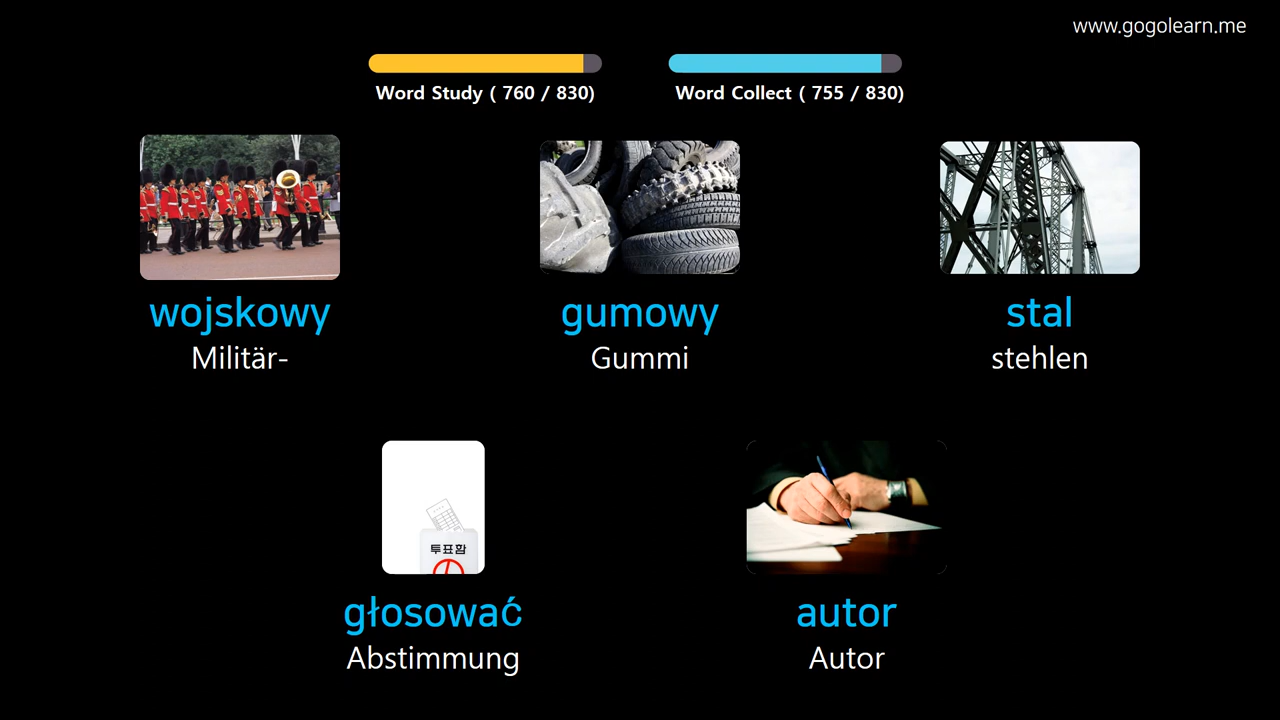 www.gogolearn.me
Word Study ( 760 / 830)
Word Collect ( 755 / 830)
wojskowy
Militär-
gumowy
Gummi
stal
stehlen
투표함
głosować
Abstimmung
autor
Autor